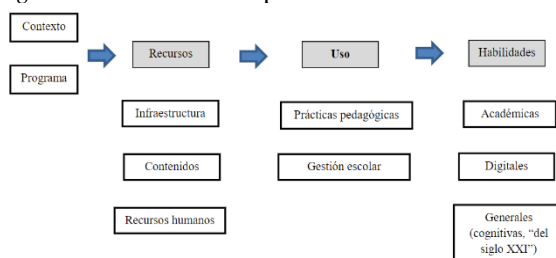 Contexto
Programa
Recursos
Uso
Habilidades
Infraestructura
Prácticas pedagógicas
Académicas
Contenidos
Gestión escolar
Digitales
Recursos humanos
Generales
(cognitivas, “del
siglo XXI”)